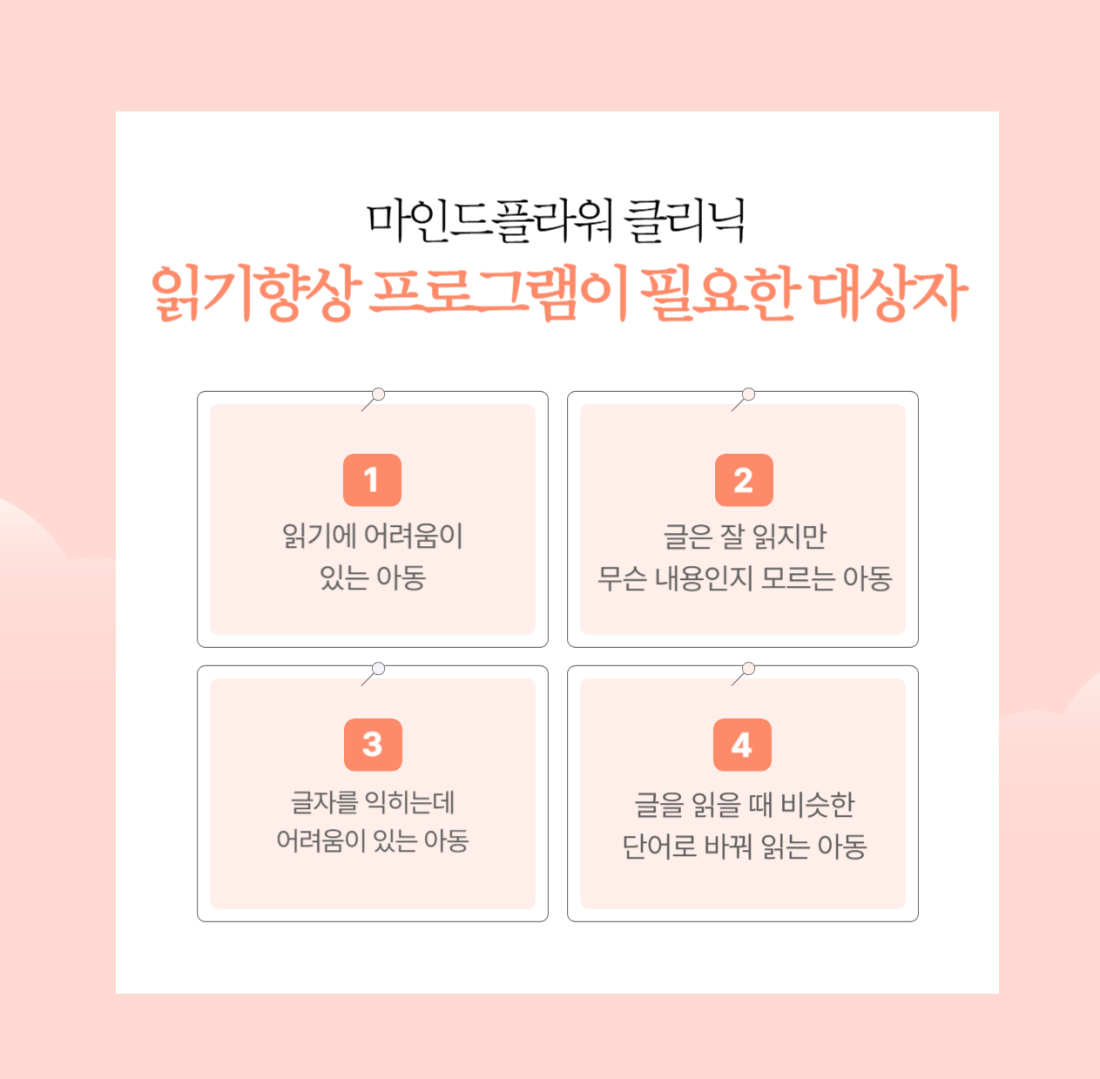 마인드플라워 클리닉
읽기향상 프로그램이 필요한 대상자
1
읽기에 어려움이
있는 아동
2
글은 잘 읽지만
무슨 내용인지 모르는 아동
3
글자를 익히는데
어려움이 있는 아동
4
글을 읽을 때 비슷한
단어로 바꿔 읽는 아동